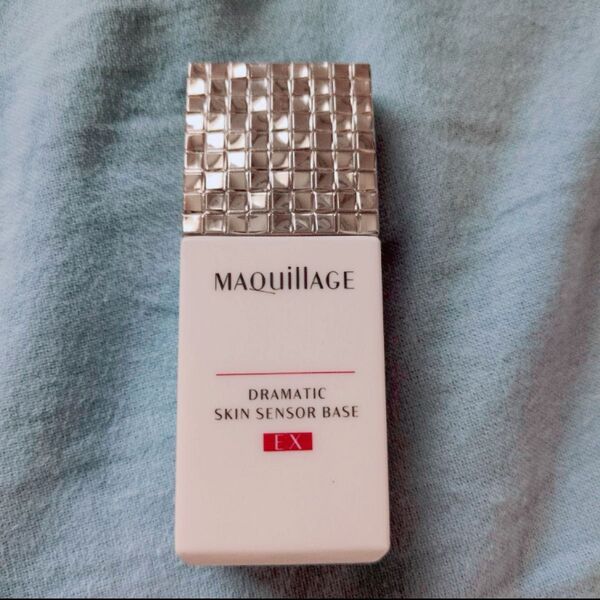 MAQuillAGE
DRAMATIC
SKIN SENSOR BASE
EX